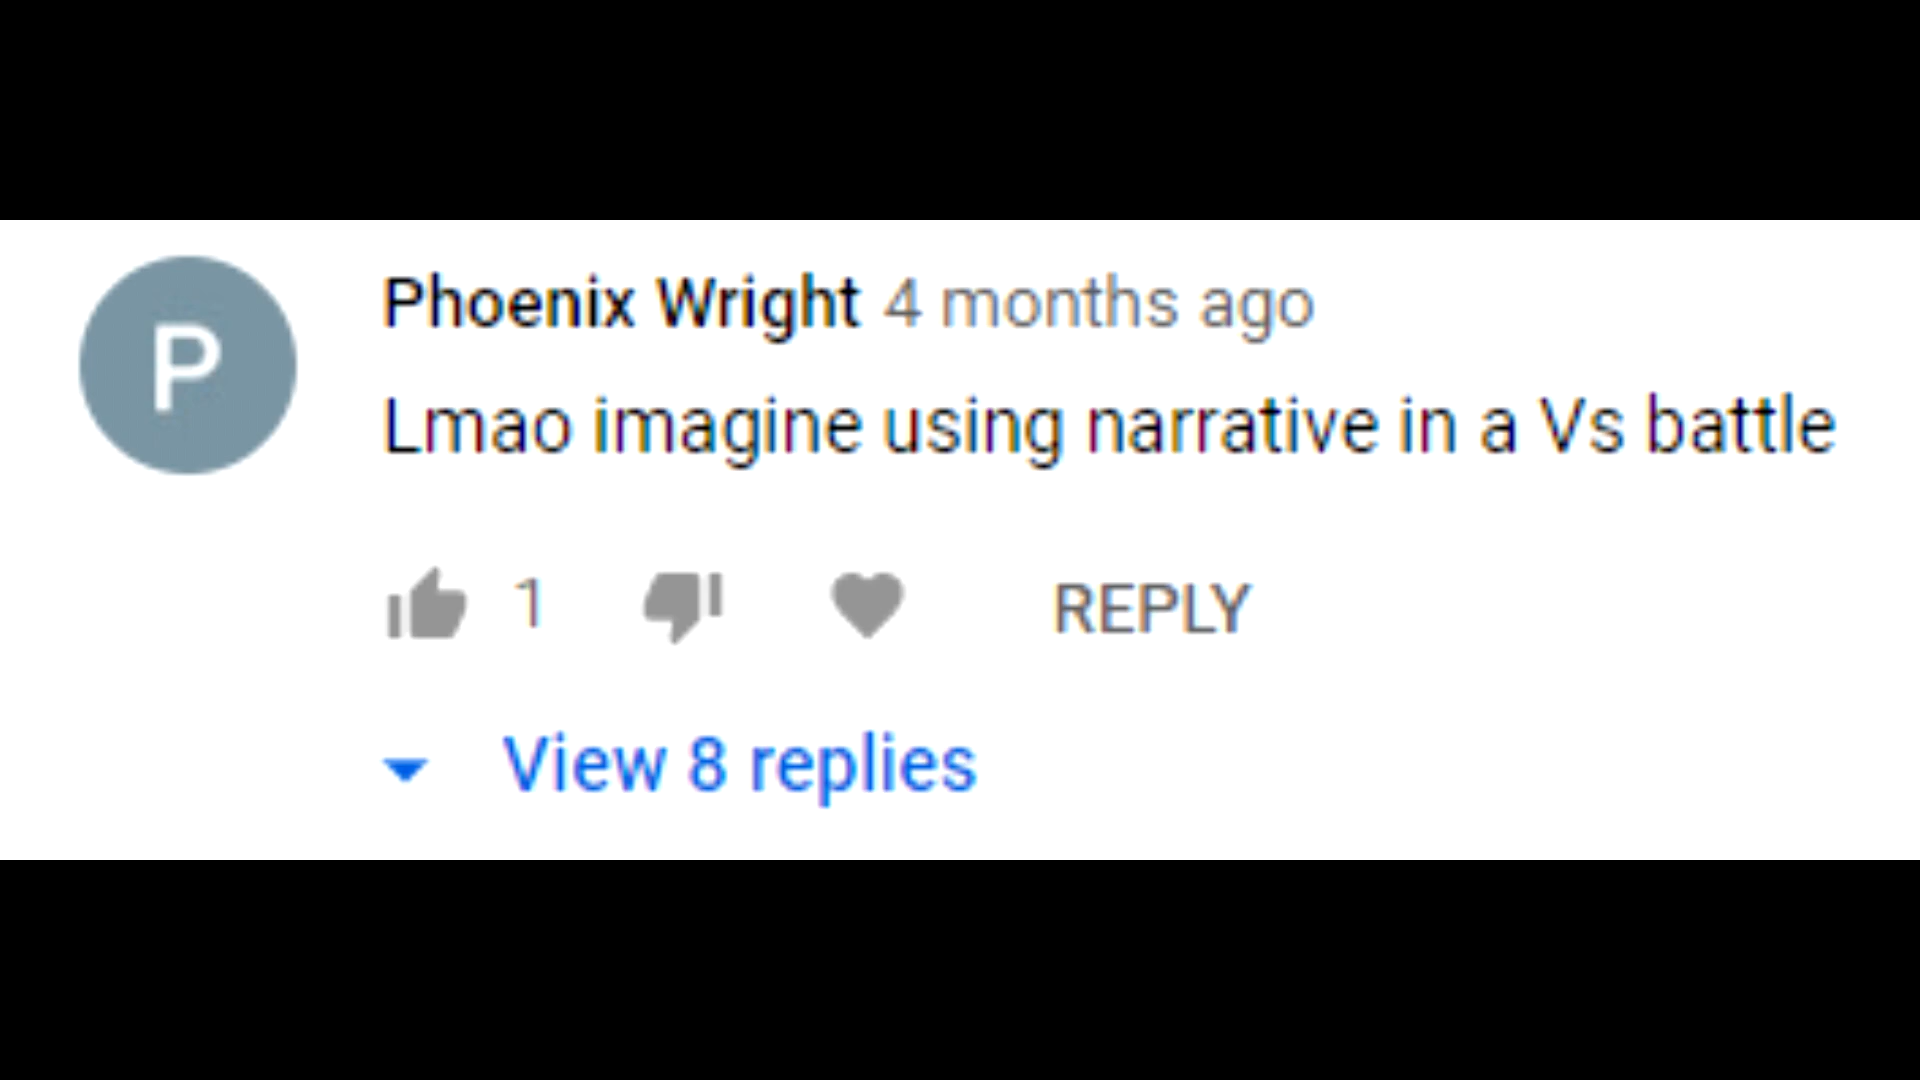 P
Phoenix Wright 4 months ago
Lmao imagine using narrative in a Vs battle
1 REPLY
View 8 replies